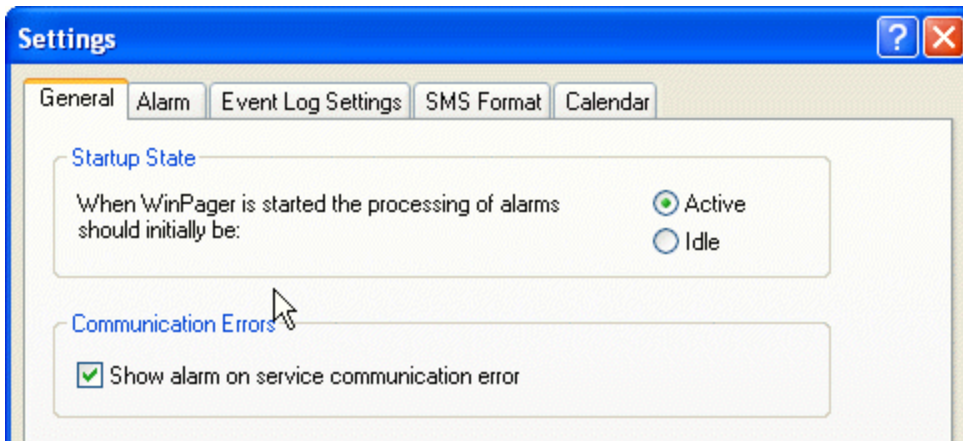 Settings
General Alarm Event Log Settings SMS Format Calendar
Startup State
When WinPager is started the processing of alarms
should initially be:
Active
Idle
Communication Errors
Show alarm on service communication error